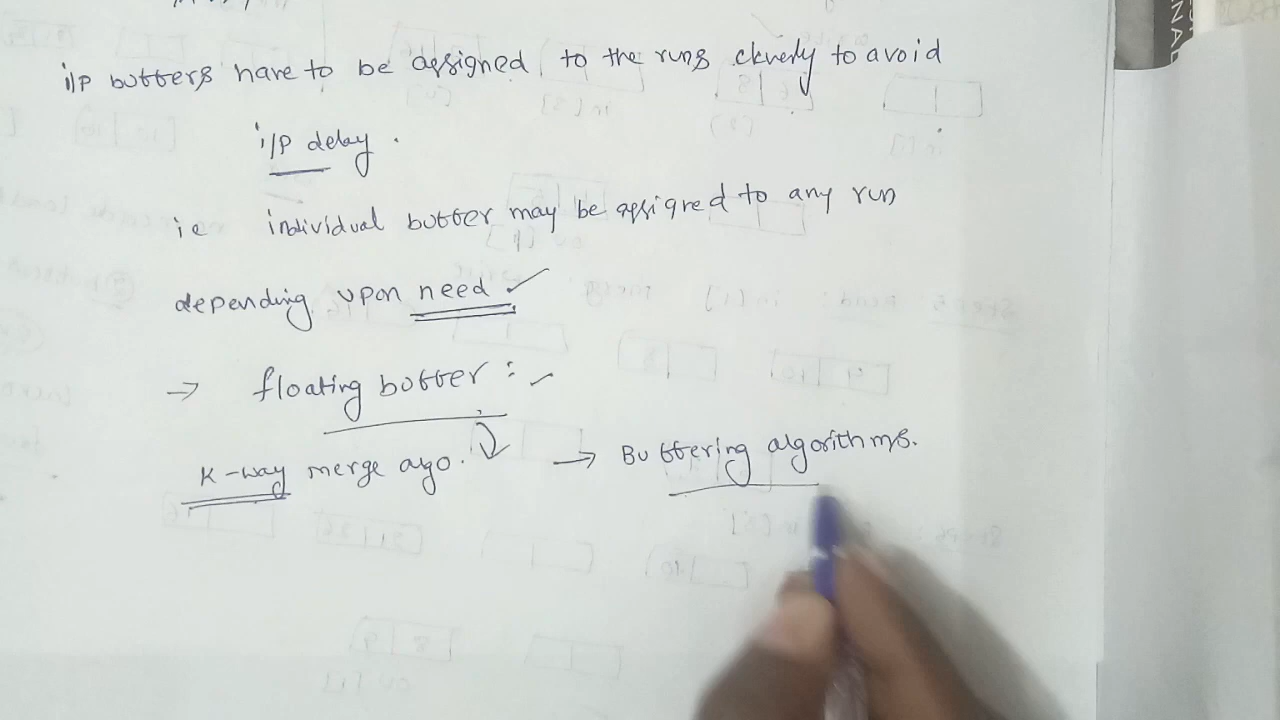 i/p buffers have to be assigned to the runs cleverly to avoid
i/p delay.
ie individual buffer may be assigned to any run
depending upon need ✓
→ floating buffer:
K-way merge ago. → Buffering algorithms.